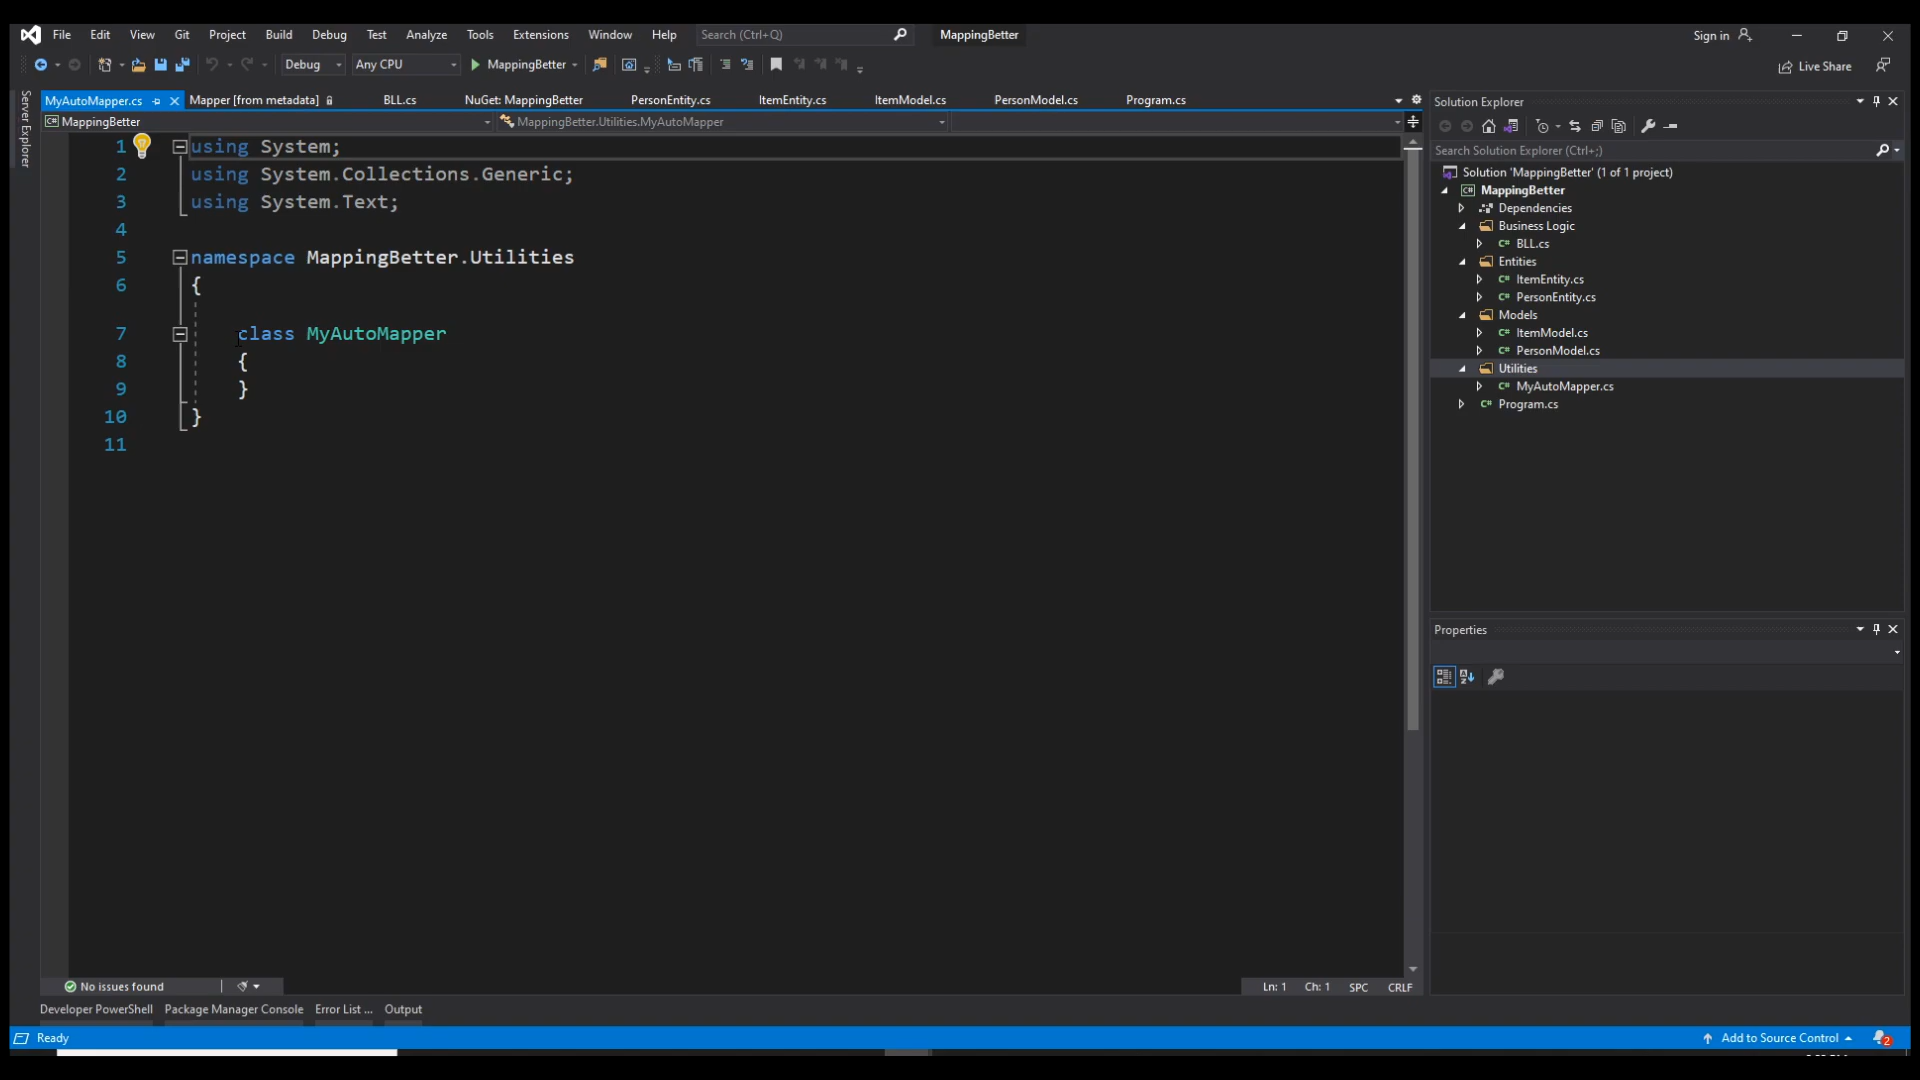 File Edit View Git Project Build Debug Test Analyze Tools Extensions Window Help Search (Ctrl+Q) MappingBetter Sign in
Debug Any CPU MappingBetter Live Share
Server Explorer
MyAutoMapper.cs Mapper [from metadata] BLL.cs NuGet: MappingBetter PersonEntity.cs ItemEntity.cs ItemModel.cs PersonModel.cs Program.cs
MappingBetter MappingBetter.Utilities.MyAutoMapper
1 using System;
2 using System.Collections.Generic;
3 using System.Text;
4
5 namespace MappingBetter.Utilities
6 {
7 class MyAutoMapper
8 {
9 }
10 }
11
No issues found Ln: 1 Ch: 1 SPC CRLF
Developer PowerShell Package Manager Console Error List ... Output
Solution Explorer
Search Solution Explorer (Ctrl+;)
Solution 'MappingBetter' (1 of 1 project)
C# MappingBetter
Dependencies
Business Logic
C# BLL.cs
Entities
C# ItemEntity.cs
C# PersonEntity.cs
Models
C# ItemModel.cs
C# PersonModel.cs
Utilities
C# MyAutoMapper.cs
C# Program.cs
Properties
Ready Add to Source Control 2